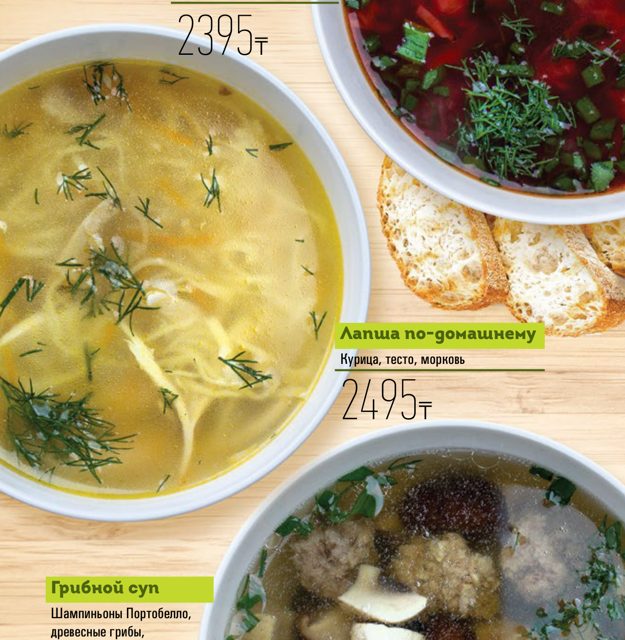 2395₸
Лапша по-домашнему
Курица, тесто, морковь
2495₸
Грибной суп
Шампиньоны Портобелло,
древесные грибы,